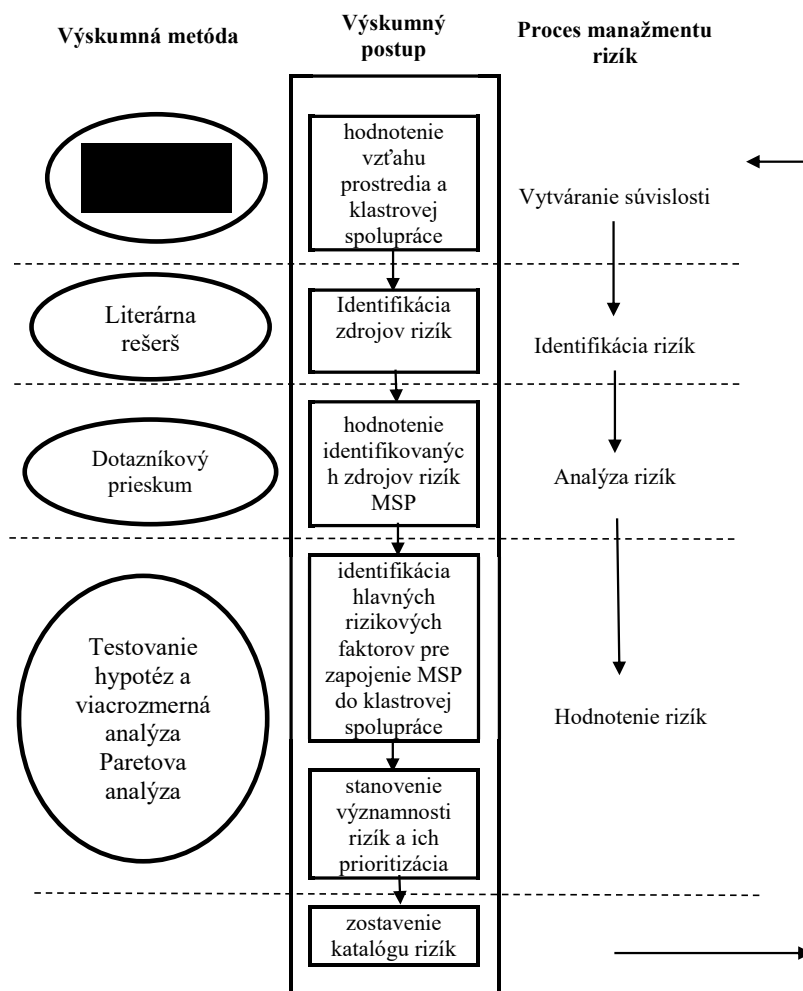 Výskumná metóda
Výskumný
postup
Proces manažmentu
rizík
hodnotenie
vzťahu
prostredia a
klastrovej
spolupráce
Vytváranie súvislosti
Literárna
rešerš
Identifikácia
zdrojov rizík
Identifikácia rizík
Dotazníkový
prieskum
hodnotenie
identifikovanýc
h zdrojov rizík
MSP
Analýza rizík
Testovanie
hypotéz a
viacrozmerná
analýza
Paretova
analýza
identifikácia
hlavných
rizikových
faktorov pre
zapojenie MSP
do klastrovej
spolupráce
Hodnotenie rizík
stanovenie
významnosti
rizík a ich
prioritizácia
zostavenie
katalógu rizík